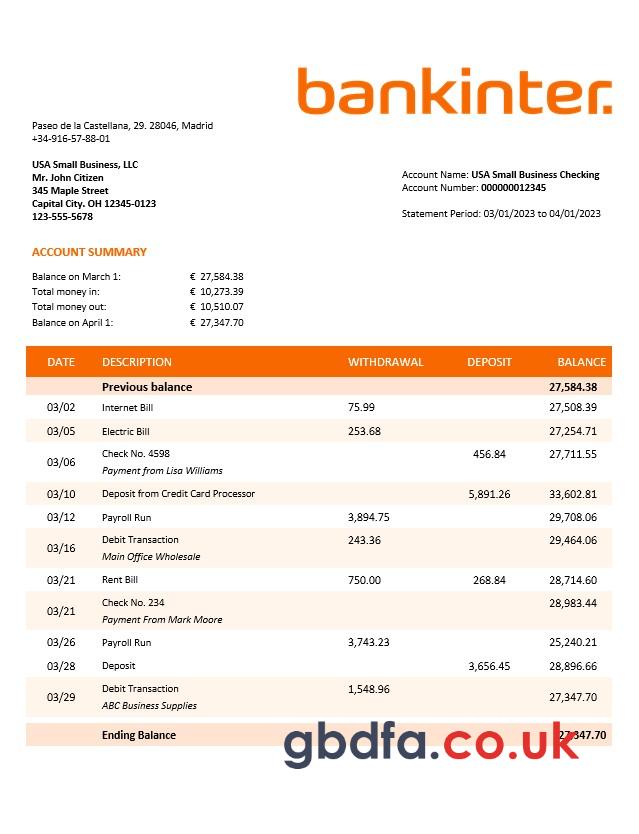 bankinter.
Paseo de la Castellana, 29. 28046, Madrid
+34-916-57-88-01
USA Small Business, LLC
Mr. John Citizen
345 Maple Street
Capital City. OH 12345-0123
123-555-5678
Account Name: USA Small Business Checking
Account Number: 000000012345
Statement Period: 03/01/2023 to 04/01/2023
ACCOUNT SUMMARY
Balance on March 1: € 27,584.38
Total money in: € 10,273.39
Total money out: € 10,510.07
Balance on April 1: € 27,347.70
DATE DESCRIPTION WITHDRAWAL DEPOSIT BALANCE
Previous balance 27,584.38
03/02 Internet Bill 75.99 27,508.39
03/05 Electric Bill 253.68 27,254.71
03/06 Check No. 4598 456.84 27,711.55
Payment from Lisa Williams
03/10 Deposit from Credit Card Processor 5,891.26 33,602.81
03/12 Payroll Run 3,894.75 29,708.06
03/16 Debit Transaction 243.36 29,464.06
Main Office Wholesale
03/21 Rent Bill 750.00 268.84 28,714.60
03/21 Check No. 234 28,983.44
Payment From Mark Moore
03/26 Payroll Run 3,743.23 25,240.21
03/28 Deposit 3,656.45 28,896.66
03/29 Debit Transaction 1,548.96 27,347.70
ABC Business Supplies
Ending Balance 27,347.70
gbdfa.co.uk